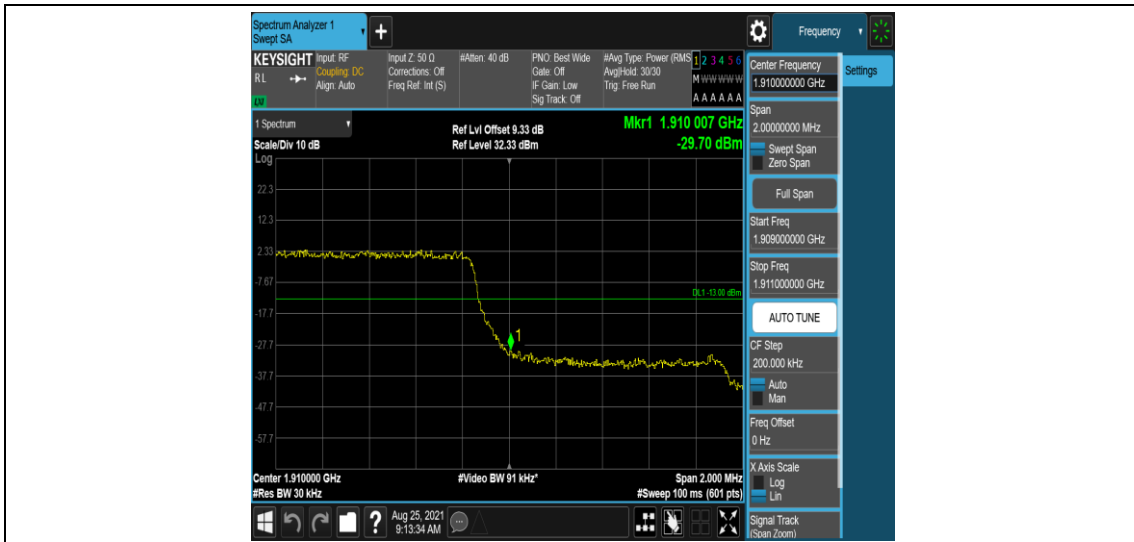 Spectrum Analyzer 1
Swept SA
+
Frequency
KEYSIGHT
RL
LXI
Input: RF
Coupling: DC
Align: Auto
Input Z: 50 Ω
Corrections: Off
Freq Ref: Int (S)
#Atten: 40 dB
PNO: Best Wide
Gate: Off
IF Gain: Low
Sig Track: Off
#Avg Type: Power (RMS
Avg|Hold: 30/30
Trig: Free Run
1 2 3 4 5 6
M W W W W W
A A A A A A
1 Spectrum
Scale/Div 10 dB
Log
Ref Lvl Offset 9.33 dB
Ref Level 32.33 dBm
Mkr1 1.910 007 GHz
-29.70 dBm
22.3
12.3
2.33
-7.67
-17.7
-27.7
-37.7
-47.7
-57.7
DL1 -13.00 dBm
1
Center 1.910000 GHz
#Res BW 30 kHz
#Video BW 91 kHz*
Span 2.000 MHz
#Sweep 100 ms (601 pts)
Center Frequency
1.910000000 GHz
Settings
Span
2.00000000 MHz
Swept Span
Zero Span
Full Span
Start Freq
1.909000000 GHz
Stop Freq
1.911000000 GHz
AUTO TUNE
CF Step
200.000 kHz
Auto
Man
Freq Offset
0 Hz
X Axis Scale
Log
Lin
Signal Track
(Span Zoom)
?
Aug 25, 2021
9:13:34 AM